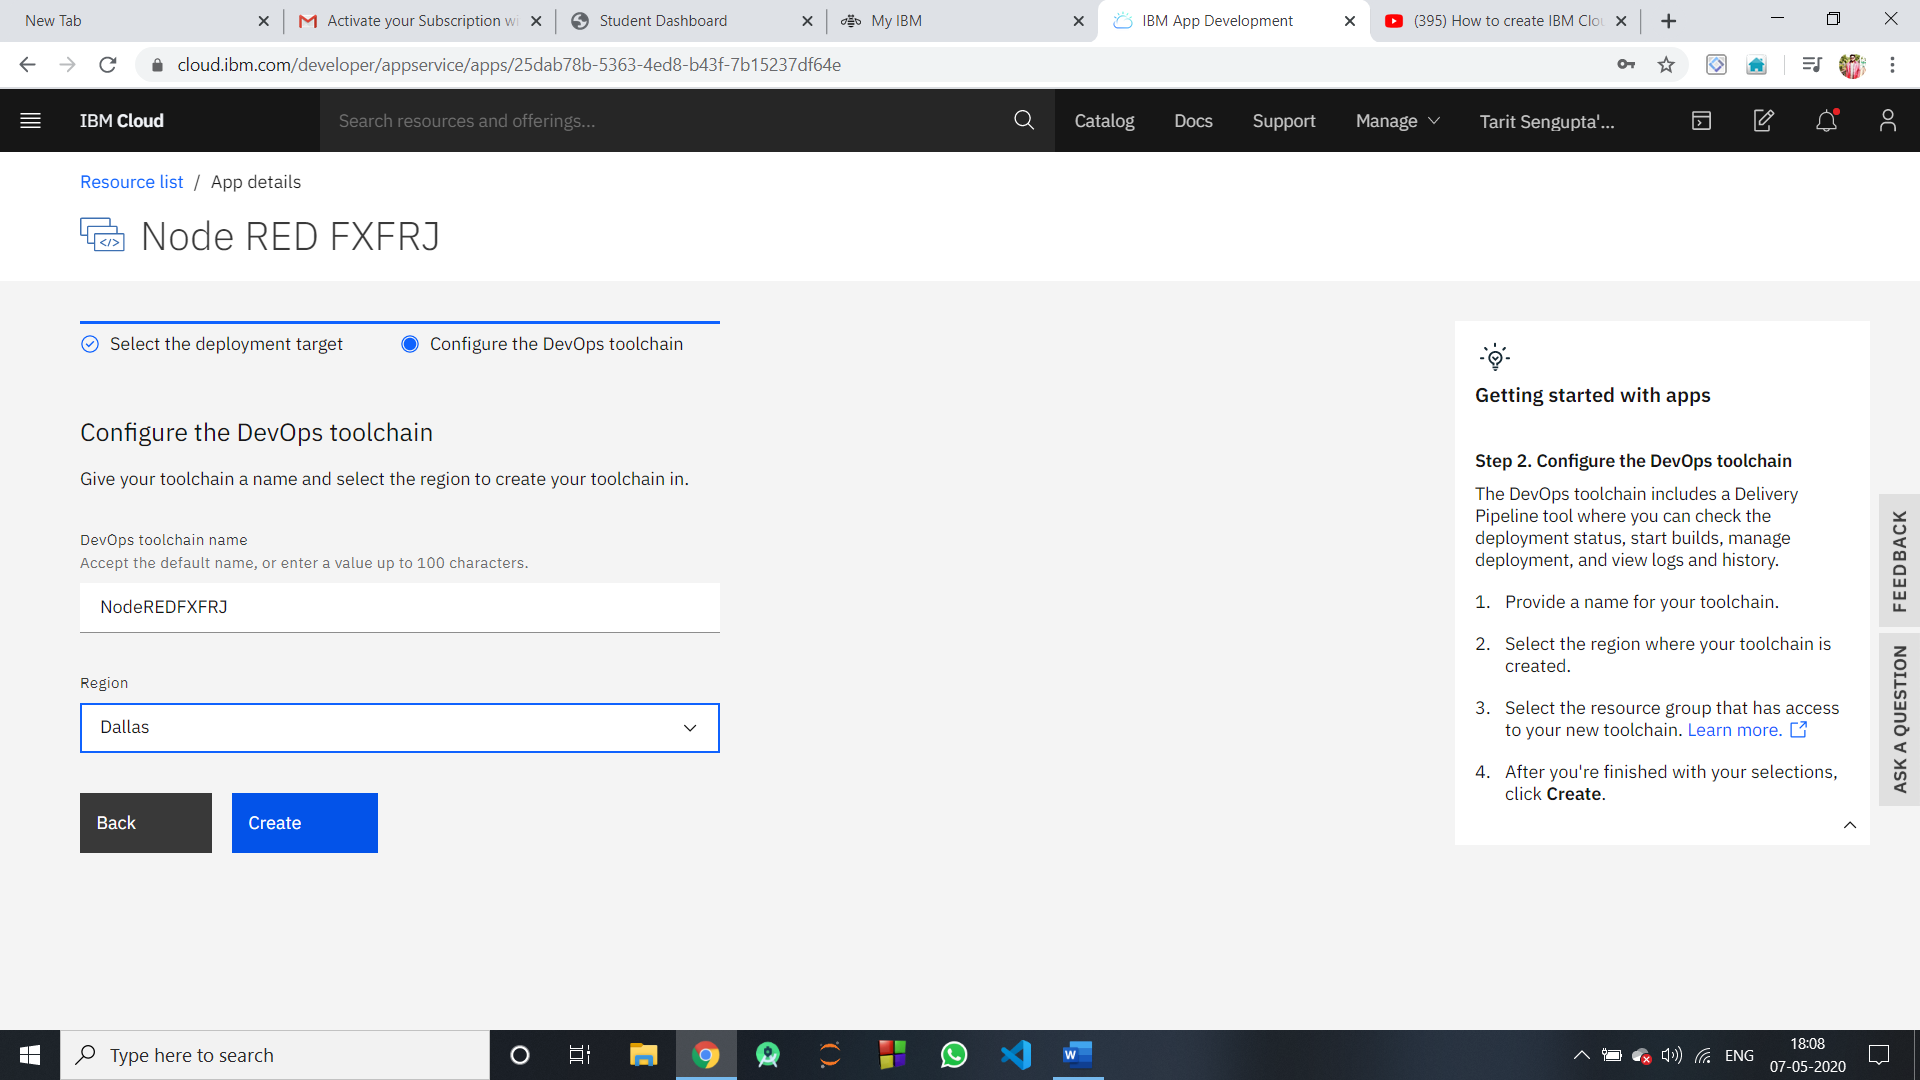 New Tab
Activate your Subscription wi
Student Dashboard
My IBM
IBM App Development
(395) How to create IBM Clou
cloud.ibm.com/developer/appservice/apps/25dab78b-5363-4ed8-b43f-7b15237df64e
IBM Cloud
Search resources and offerings...
Catalog
Docs
Support
Manage
Tarit Sengupta'...
Resource list / App details
Node RED FXFRJ
Select the deployment target
Configure the DevOps toolchain
Configure the DevOps toolchain
Give your toolchain a name and select the region to create your toolchain in.
DevOps toolchain name
Accept the default name, or enter a value up to 100 characters.
NodeREDFXFRJ
Region
Dallas
Back
Create
Getting started with apps
Step 2. Configure the DevOps toolchain
The DevOps toolchain includes a Delivery
Pipeline tool where you can check the
deployment status, start builds, manage
deployment, and view logs and history.
1. Provide a name for your toolchain.
2. Select the region where your toolchain is
created.
3. Select the resource group that has access
to your new toolchain. Learn more.
4. After you're finished with your selections,
click Create.
FEEDBACK
ASK A QUESTION
Type here to search
ENG
18:08
07-05-2020